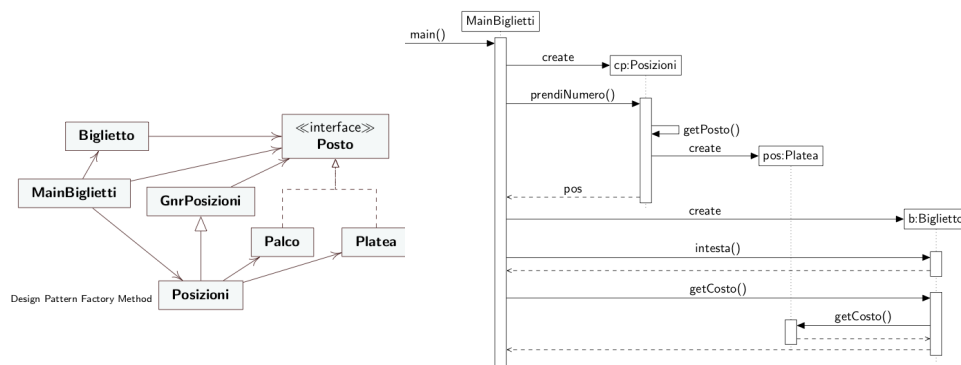 ≪interface≫
Posto
Biglietto
MainBiglietti
GnrPosizioni
Palco
Platea
Posizioni
Design Pattern Factory Method
MainBiglietti
main()
create
cp:Posizioni
prendiNumero()
getPosto()
create
pos:Platea
pos
create
b:Biglietto
intesta()
getCosto()
getCosto()